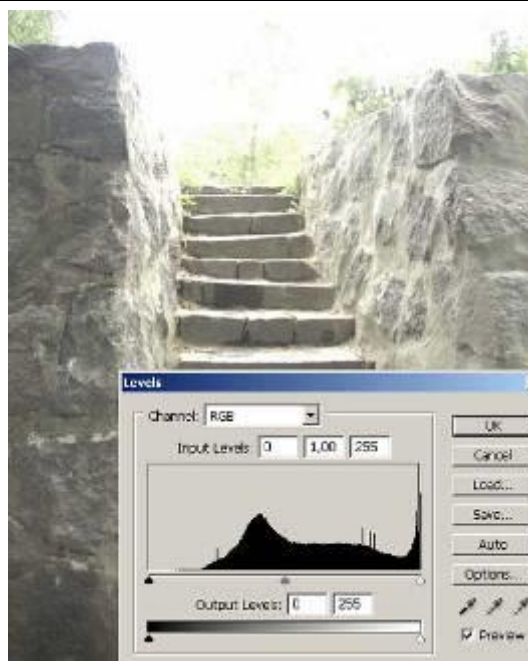 Levels
Channel: RGB
Input Levels: 0 1,00 255
OK
Cancel
Load...
Save...
Auto
Options...
Output Levels: 0 255
Preview